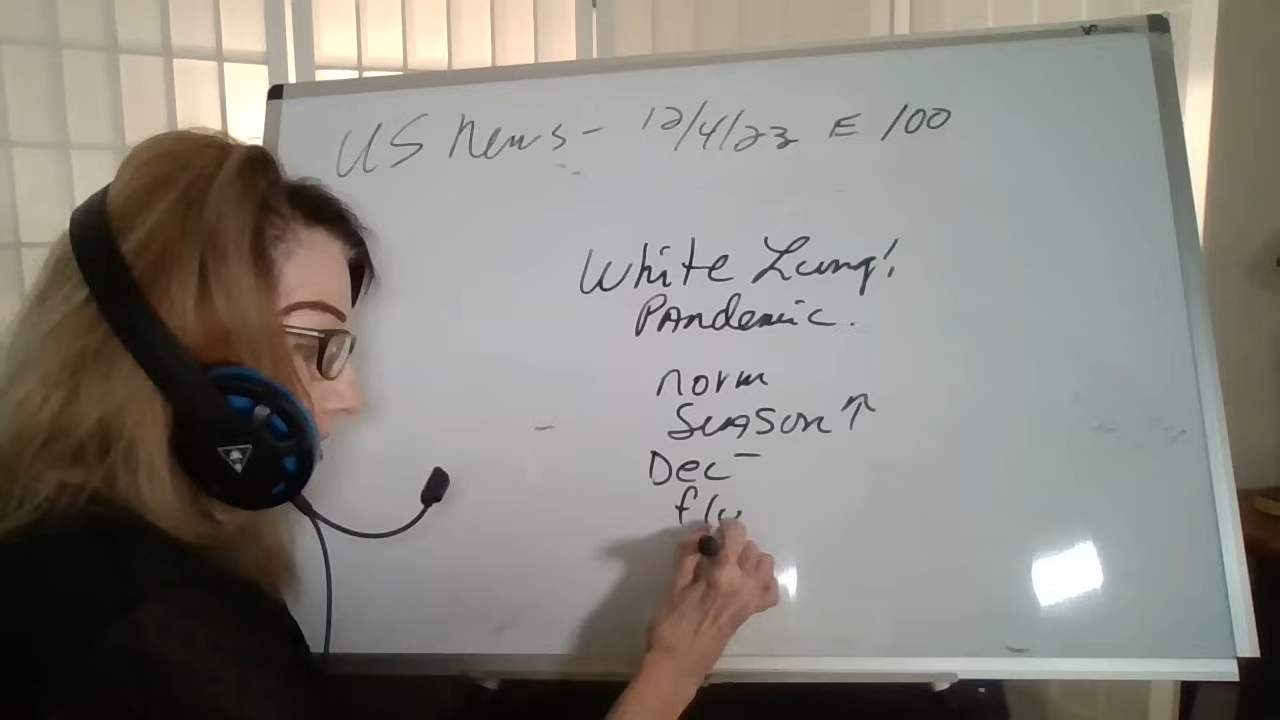 US News - 12/4/23 E 100
White Lung!
Pandemic.
norm
Season ↑
Dec -
flu